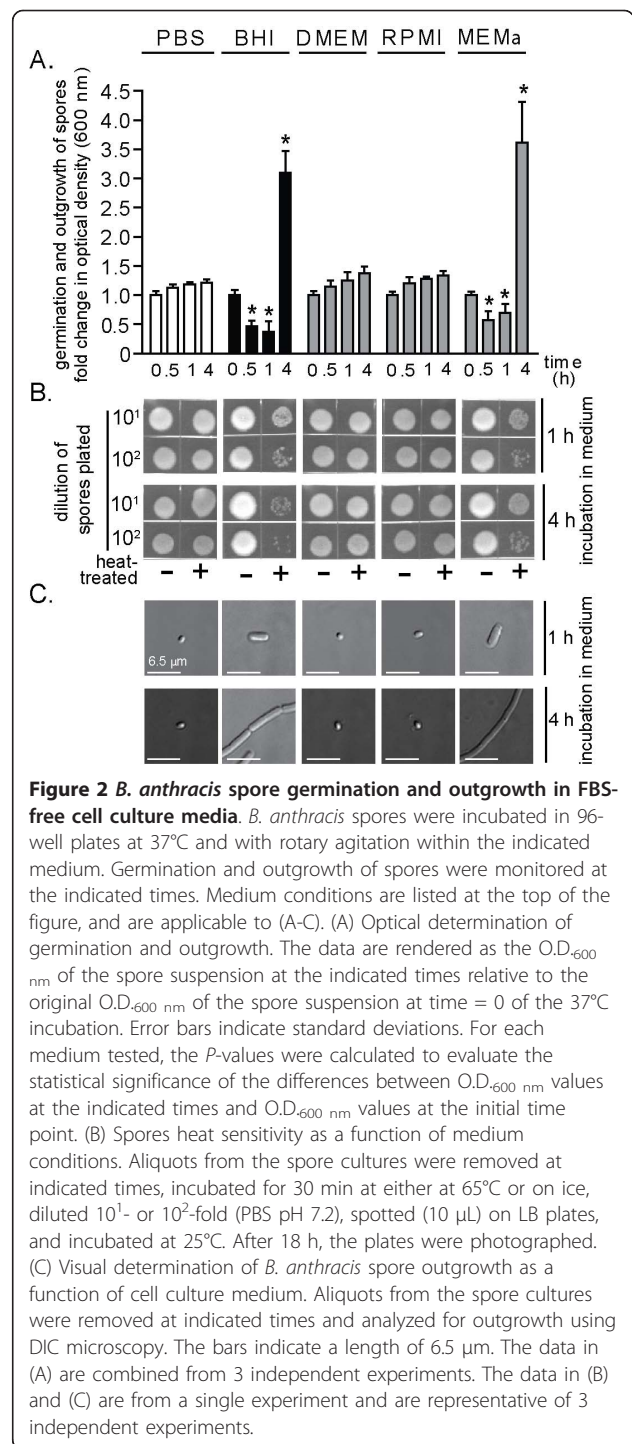 PBS BHI DMEM RPMI MEMa
A.
germination and outgrowth of spores
fold change in optical density (600 nm)
4.5
4.0
3.5
3.0
2.5
2.0
1.5
1.0
0.5
0
* * * * * *
0 .5 1 4 0 .5 1 4 0 .5 1 4 0 .5 1 4 0 .5 1 4 time
(h)
B.
dilution of
spores plated
10¹
10²
1 h
10¹
10²
4 h
incubation in medium
heat-
treated
- + - + - + - + - +
C.
6.5 µm
1 h
4 h
incubation in medium
Figure 2 B. anthracis spore germination and outgrowth in FBS-
free cell culture media. B. anthracis spores were incubated in 96-
well plates at 37°C and with rotary agitation within the indicated
medium. Germination and outgrowth of spores were monitored at
the indicated times. Medium conditions are listed at the top of the
figure, and are applicable to (A-C). (A) Optical determination of
germination and outgrowth. The data are rendered as the O.D.600
nm of the spore suspension at the indicated times relative to the
original O.D.600 nm of the spore suspension at time = 0 of the 37°C
incubation. Error bars indicate standard deviations. For each
medium tested, the P-values were calculated to evaluate the
statistical significance of the differences between O.D.600 nm values
at the indicated times and O.D.600 nm values at the initial time
point. (B) Spores heat sensitivity as a function of medium
conditions. Aliquots from the spore cultures were removed at
indicated times, incubated for 30 min at either at 65°C or on ice,
diluted 10¹- or 10²-fold (PBS pH 7.2), spotted (10 μL) on LB plates,
and incubated at 25°C. After 18 h, the plates were photographed.
(C) Visual determination of B. anthracis spore outgrowth as a
function of cell culture medium. Aliquots from the spore cultures
were removed at indicated times and analyzed for outgrowth using
DIC microscopy. The bars indicate a length of 6.5 μm. The data in
(A) are combined from 3 independent experiments. The data in (B)
and (C) are from a single experiment and are representative of 3
independent experiments.